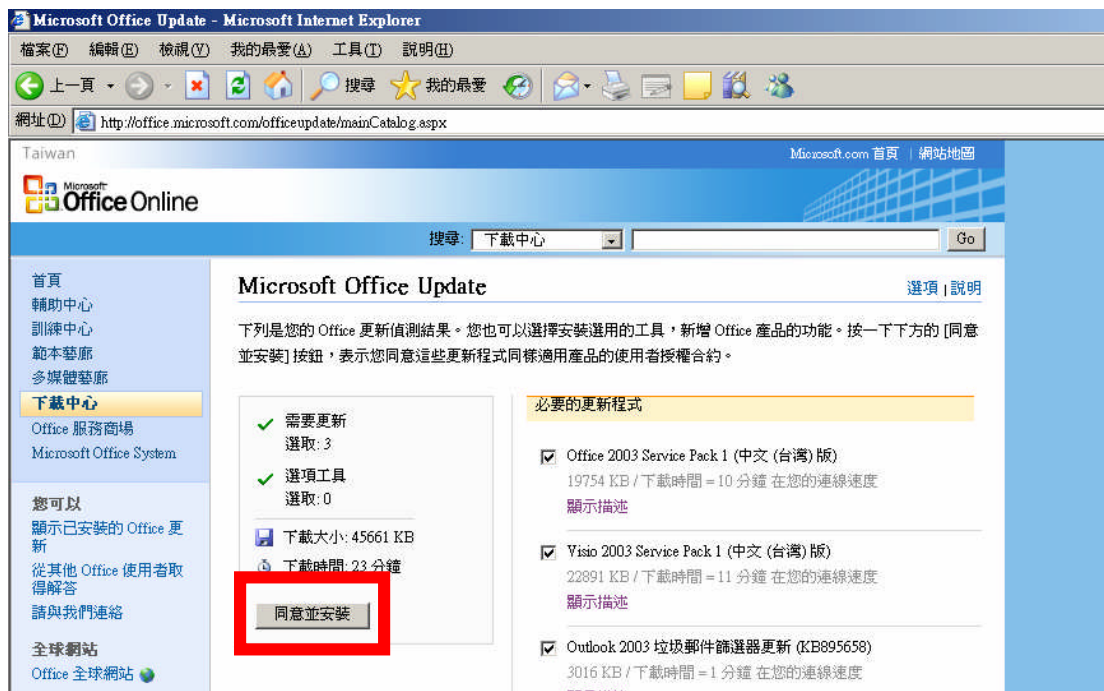 Microsoft Office Update - Microsoft Internet Explorer
檔案(F) 編輯(E) 檢視(V) 我的最愛(A) 工具(T) 說明(H)
上一頁 搜尋 我的最愛
網址(D) http://office.microsoft.com/officeupdate/mainCatalog.aspx
Taiwan
Microsoft.com 首頁 | 網站地圖
Microsoft Office Online
搜尋: 下載中心 Go
首頁
輔助中心
訓練中心
範本藝廊
多媒體藝廊
下載中心
Office 服務商場
Microsoft Office System
您可以
顯示已安裝的 Office 更
新
從其他 Office 使用者取
得解答
請與我們連絡
全球網站
Office 全球網站
Microsoft Office Update
選項 | 說明
下列是您的 Office 更新偵測結果。您也可以選擇安裝選用的工具,新增 Office 產品的功能。按一下下方的 [同意
並安裝] 按鈕,表示您同意這些更新程式同樣適用產品的使用者授權合約。
需要更新
選取: 3
選項工具
選取: 0
下載大小: 45661 KB
下載時間: 23 分鐘
同意並安裝
必要的更新程式
Office 2003 Service Pack 1 (中文 (台灣) 版)
19754 KB / 下載時間 = 10 分鐘 在您的連線速度
顯示描述
Visio 2003 Service Pack 1 (中文 (台灣) 版)
22891 KB / 下載時間 = 11 分鐘 在您的連線速度
顯示描述
Outlook 2003 垃圾郵件篩選器更新 (KB895658)
3016 KB / 下載時間 = 1 分鐘 在您的連線速度